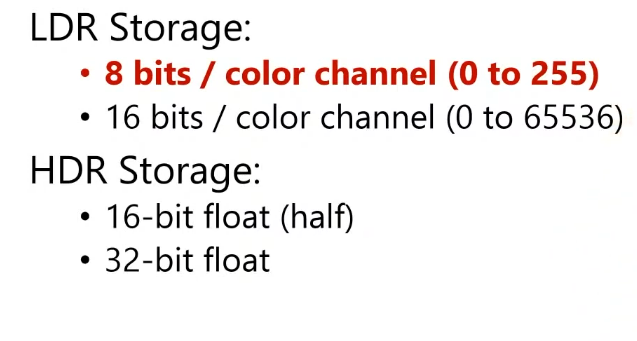 LDR Storage:
• 8 bits / color channel (0 to 255)
• 16 bits / color channel (0 to 65536)
HDR Storage:
• 16-bit float (half)
• 32-bit float